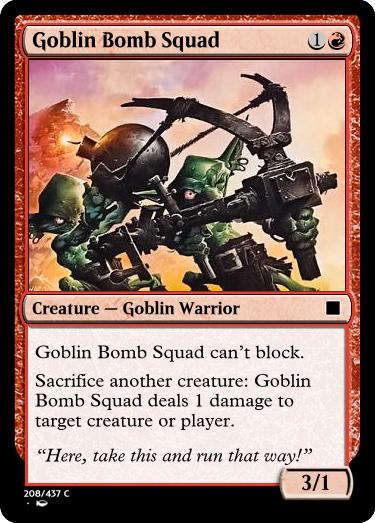 Goblin Bomb Squad 1
Creature — Goblin Warrior
Goblin Bomb Squad can't block.
Sacrifice another creature: Goblin
Bomb Squad deals 1 damage to
target creature or player.
"Here, take this and run that way!"
3/1
208/437 C